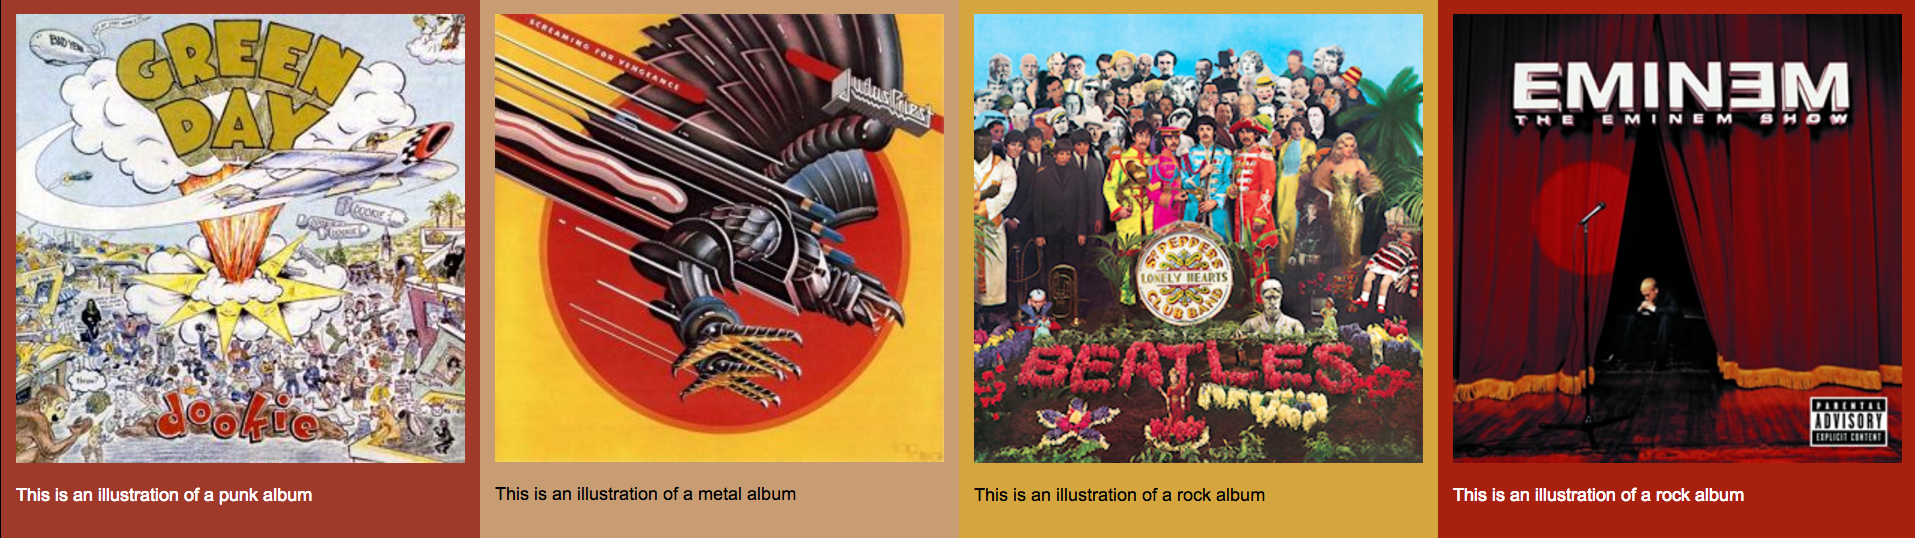 BAD YEAR
GREEN
DAY
DOOKIE
DOOKIE
dookie
This is an illustration of a punk album
SCREAMING FOR VENGEANCE
Judas Priest
This is an illustration of a metal album
SGT PEPPERS
LONELY HEARTS
CLUB BAND
BEATLES
This is an illustration of a rock album
EMINƎM
THE EMINEM SHOW
PARENTAL
ADVISORY
EXPLICIT CONTENT
This is an illustration of a rock album